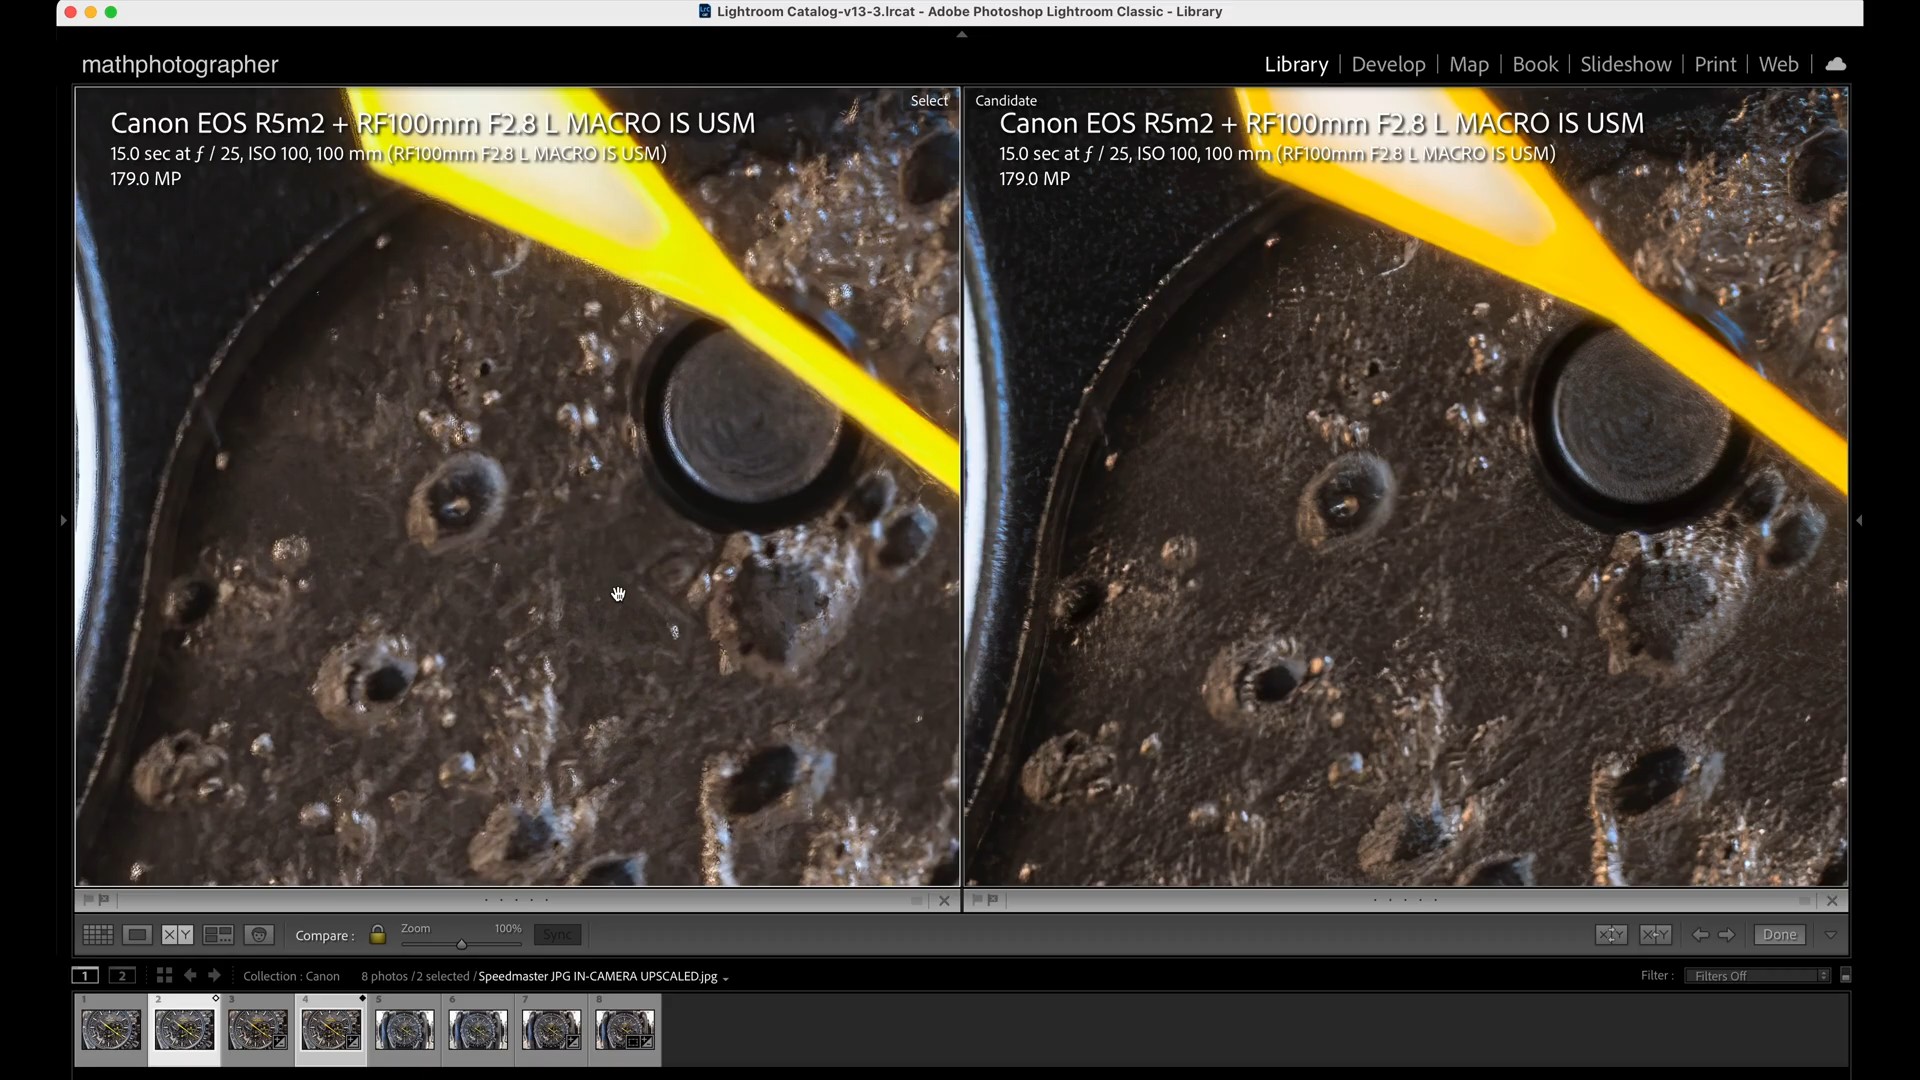 Lightroom Catalog-v13-3.lrcat - Adobe Photoshop Lightroom Classic - Library
mathphotographer
Library | Develop | Map | Book | Slideshow | Print | Web
Select
Canon EOS R5m2 + RF100mm F2.8 L MACRO IS USM
15.0 sec at ƒ / 25, ISO 100, 100 mm (RF100mm F2.8 L MACRO IS USM)
179.0 MP
Candidate
Canon EOS R5m2 + RF100mm F2.8 L MACRO IS USM
15.0 sec at ƒ / 25, ISO 100, 100 mm (RF100mm F2.8 L MACRO IS USM)
179.0 MP
X Y Compare : Zoom 100% Sync Done
1 2 Collection : Canon 8 photos / 2 selected / Speedmaster JPG IN-CAMERA UPSCALED.jpg Filter : Filters Off
1 2 3 4 5 6 7 8